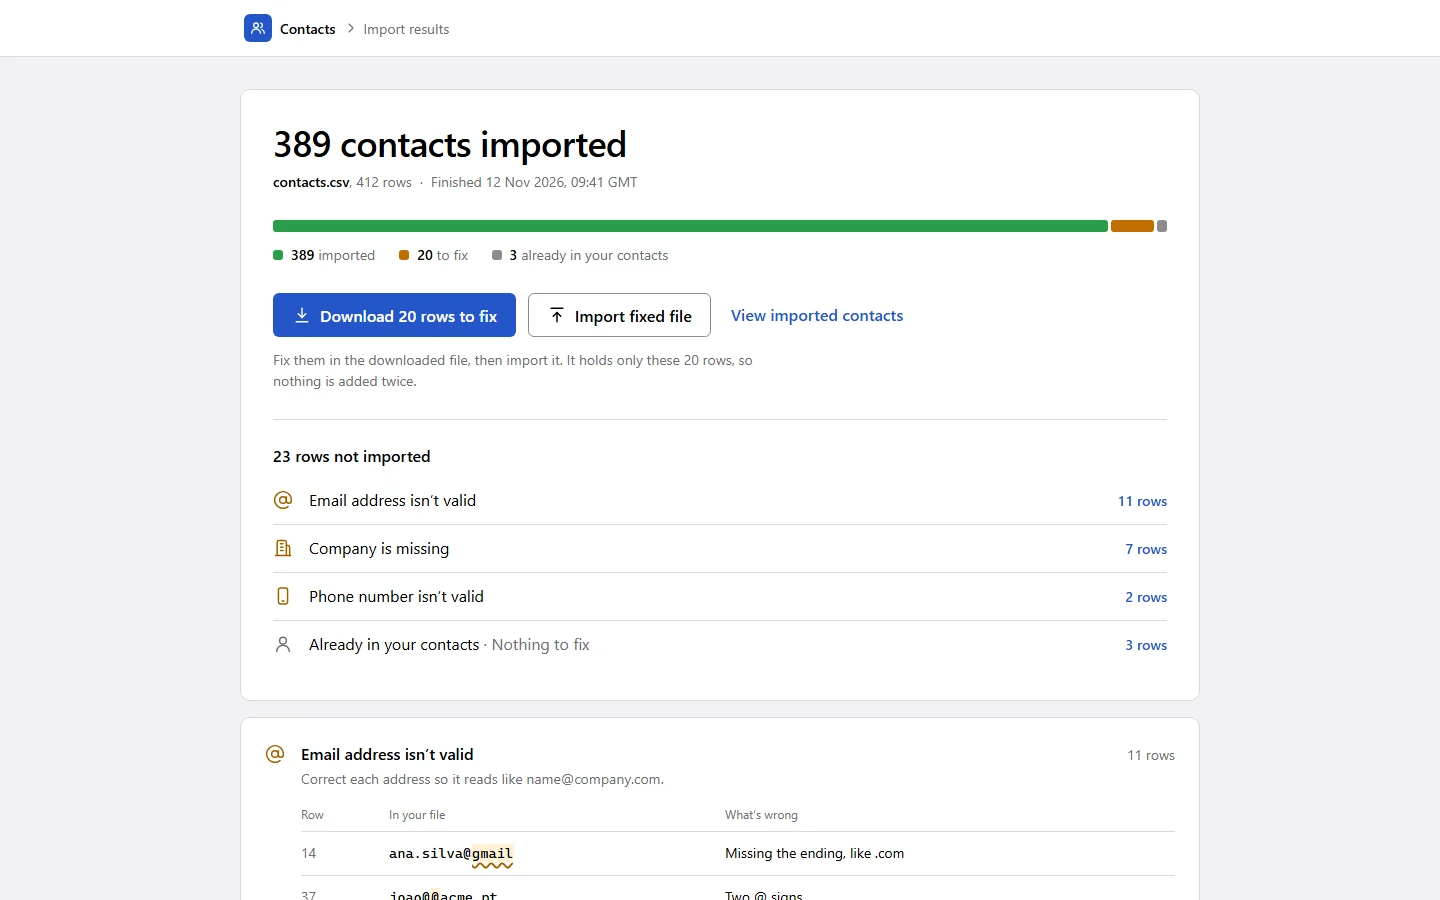 Contacts
Import results
389 contacts imported
contacts.csv, 412 rows · Finished 12 Nov 2026, 09:41 GMT
389 imported
20 to fix
3 already in your contacts
Download 20 rows to fix
Import fixed file
View imported contacts
Fix them in the downloaded file, then import it. It holds only these 20 rows, so
nothing is added twice.
23 rows not imported
Email address isn’t valid
11 rows
Company is missing
7 rows
Phone number isn’t valid
2 rows
Already in your contacts · Nothing to fix
3 rows
Email address isn’t valid
11 rows
Correct each address so it reads like name@company.com.
Row
In your file
What’s wrong
14
ana.silva@gmail
Missing the ending, like .com
37
joao@@acme.pt
Two @ signs